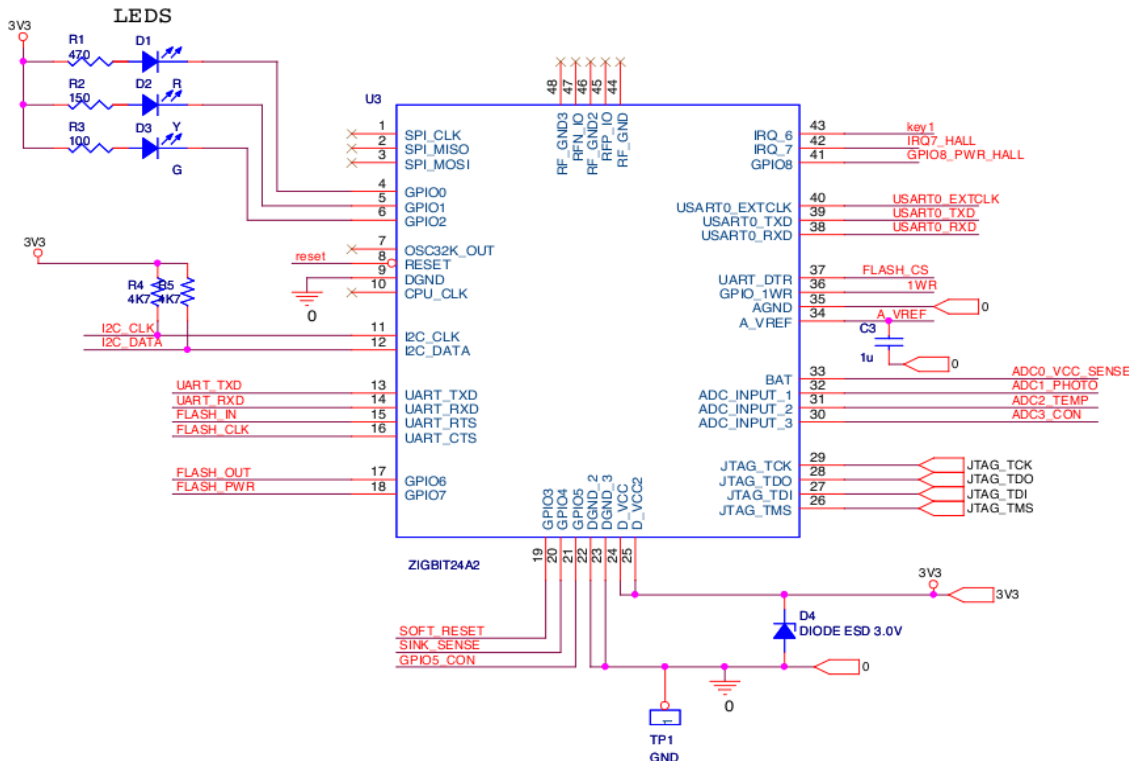 LEDS
3V3
R1
470
D1
R2
150
D2
R
R3
100
D3
Y
G
U3
48
47
46
45
44
RF_GND3
RFN_IO
RF_GND2
RFP_IO
RF_GND
1 SPI_CLK
2 SPI_MISO
3 SPI_MOSI
4 GPIO0
5 GPIO1
6 GPIO2
7 OSC32K_OUT
reset 8 RESET
9 DGND
10 CPU_CLK
0
3V3
R4
4K7
R5
4K7
I2C_CLK 11 I2C_CLK
I2C_DATA 12 I2C_DATA
UART_TXD 13 UART_TXD
UART_RXD 14 UART_RXD
FLASH_IN 15 UART_RTS
FLASH_CLK 16 UART_CTS
FLASH_OUT 17 GPIO6
FLASH_PWR 18 GPIO7
IRQ_6 43 key1
IRQ_7 42 IRQ7_HALL
GPIO8 41 GPIO8_PWR_HALL
USART0_EXTCLK 40 USART0_EXTCLK
USART0_TXD 39 USART0_TXD
USART0_RXD 38 USART0_RXD
UART_DTR 37 FLASH_CS
GPIO_1WR 36 1WR
AGND 35 0
A_VREF 34 A_VREF
C3
1u
0
BAT 33 ADC0_VCC_SENSE
ADC_INPUT_1 32 ADC1_PHOTO
ADC_INPUT_2 31 ADC2_TEMP
ADC_INPUT_3 30 ADC3_CON
JTAG_TCK 29 JTAG_TCK
JTAG_TDO 28 JTAG_TDO
JTAG_TDI 27 JTAG_TDI
JTAG_TMS 26 JTAG_TMS
GPIO3
GPIO4
GPIO5
DGND_2
DGND_3
D_VCC
D_VCC2
19
20
21
22
23
24
25
ZIGBIT24A2
3V3
3V3
D4
DIODE ESD 3.0V
SOFT_RESET
SINK_SENSE
GPIO5_CON
0
0
1
TP1
GND